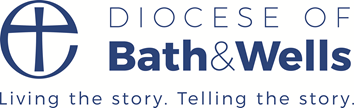 DIOCESE OF
Bath&Wells
Living the story. Telling the story.